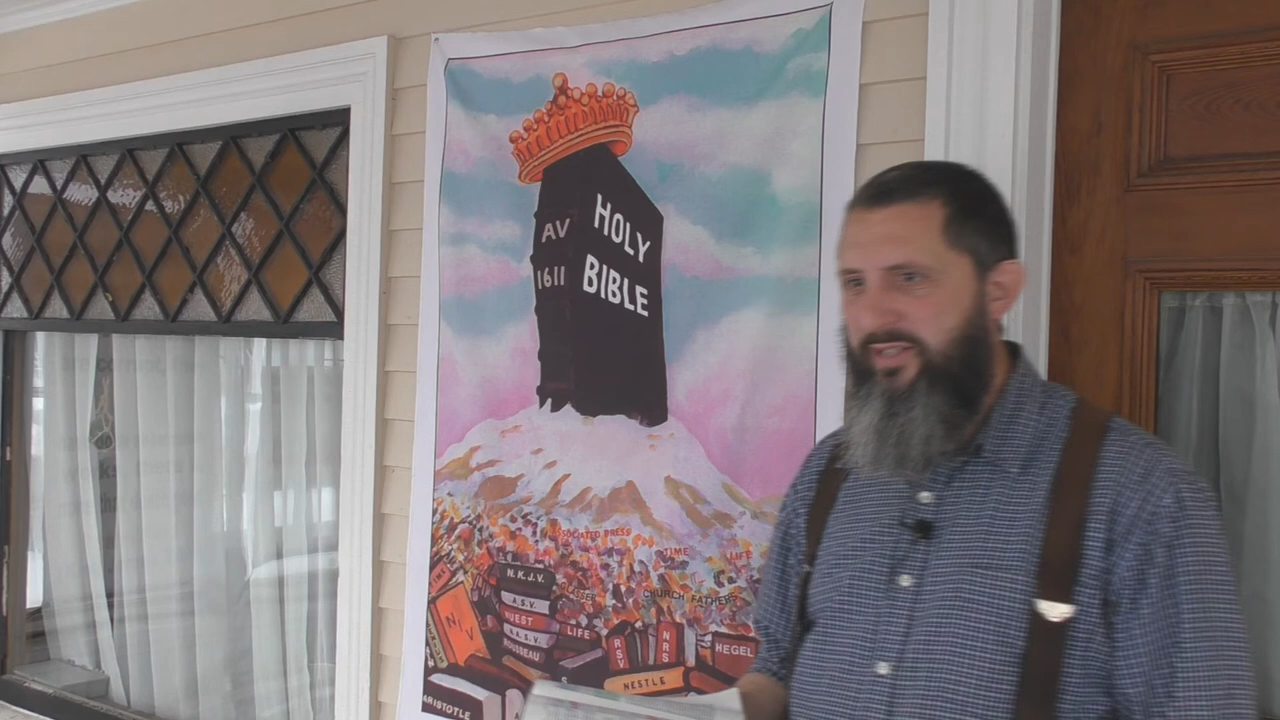 AV
1611
HOLY
BIBLE
ASSOCIATED PRESS
TIME
LIFE
CHURCH FATHERS
N.K.J.V.
A.S.V.
LIFE
N.A.S.V.
NIV
RSV
NRS
HEGEL
NESTLE
ARISTOTLE
A
S